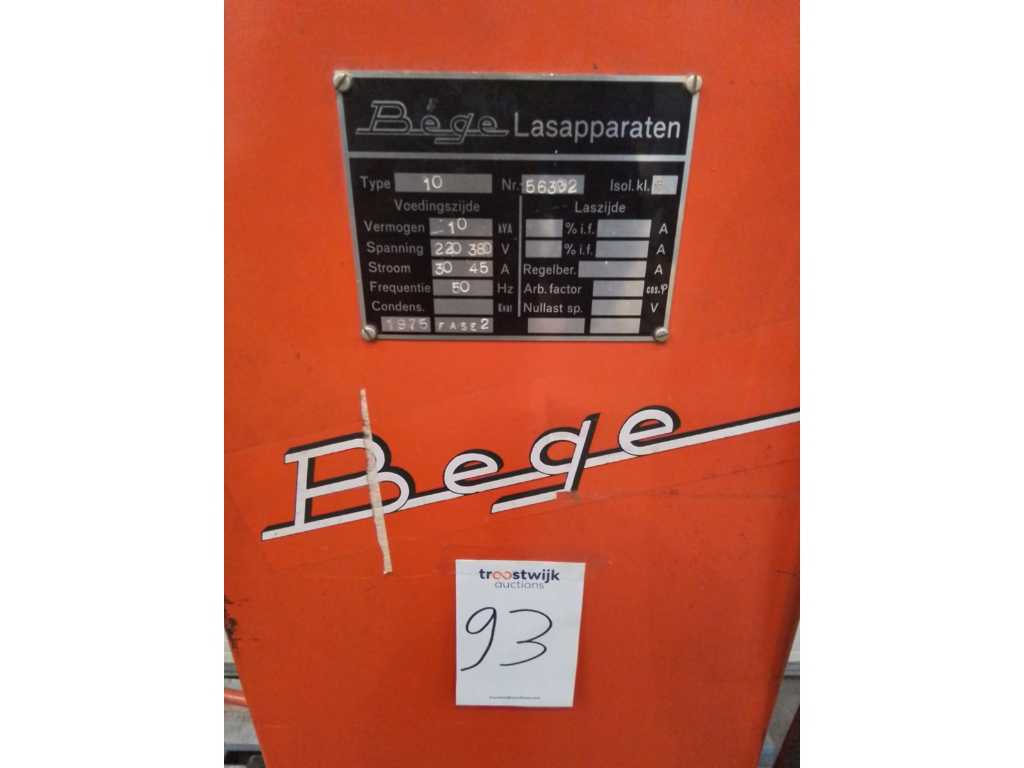 Bege Lasapparaten
Type 10 Nr. 56302 Isol. kl.
Voedingszijde Laszijde
Vermogen 10 kVA % i.f. A
Spanning 220 380 V % i.f. A
Stroom 30 45 A Regelber. A
Frequentie 50 Hz Arb. factor cos.φ
Condens. Kvar Nullast sp. V
1975 FASE 2
Bege
troostwijk
auctions
93